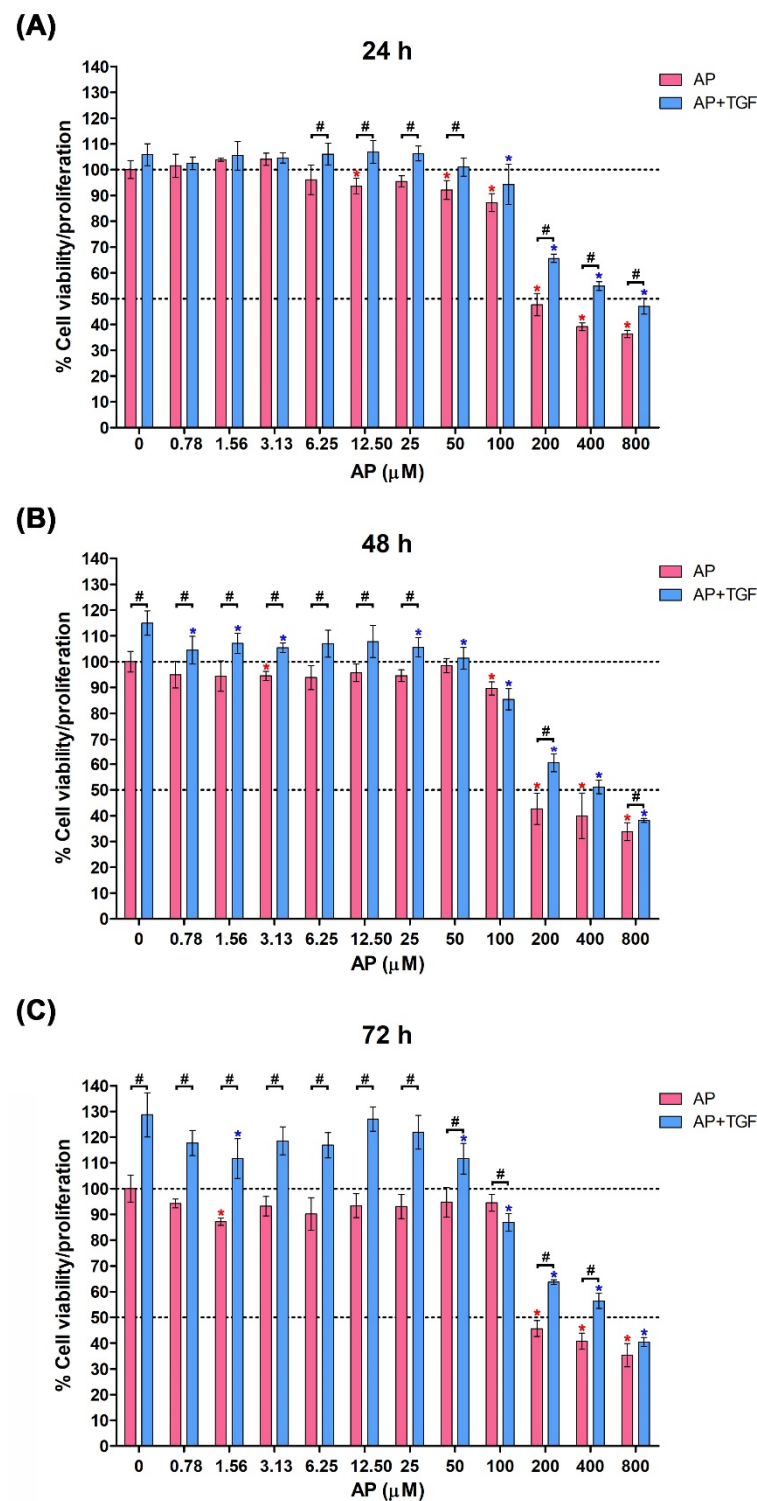 (A)
24 h
% Cell viability/proliferation
140
130
120
110
100
90
80
70
60
50
40
30
20
10
0
# # # #
* * * *
# # #
* * *
* * *
0 0.78 1.56 3.13 6.25 12.50 25 50 100 200 400 800
AP (μM)
AP
AP+TGF
(B)
48 h
% Cell viability/proliferation
140
130
120
110
100
90
80
70
60
50
40
30
20
10
0
# # # # # # #
* * * * *
* * *
# *
* * *
# * *
0 0.78 1.56 3.13 6.25 12.50 25 50 100 200 400 800
AP (μM)
AP
AP+TGF
(C)
72 h
% Cell viability/proliferation
140
130
120
110
100
90
80
70
60
50
40
30
20
10
0
# # # # # # #
* # *
* # *
# * # *
* * * *
0 0.78 1.56 3.13 6.25 12.50 25 50 100 200 400 800
AP (μM)
AP
AP+TGF